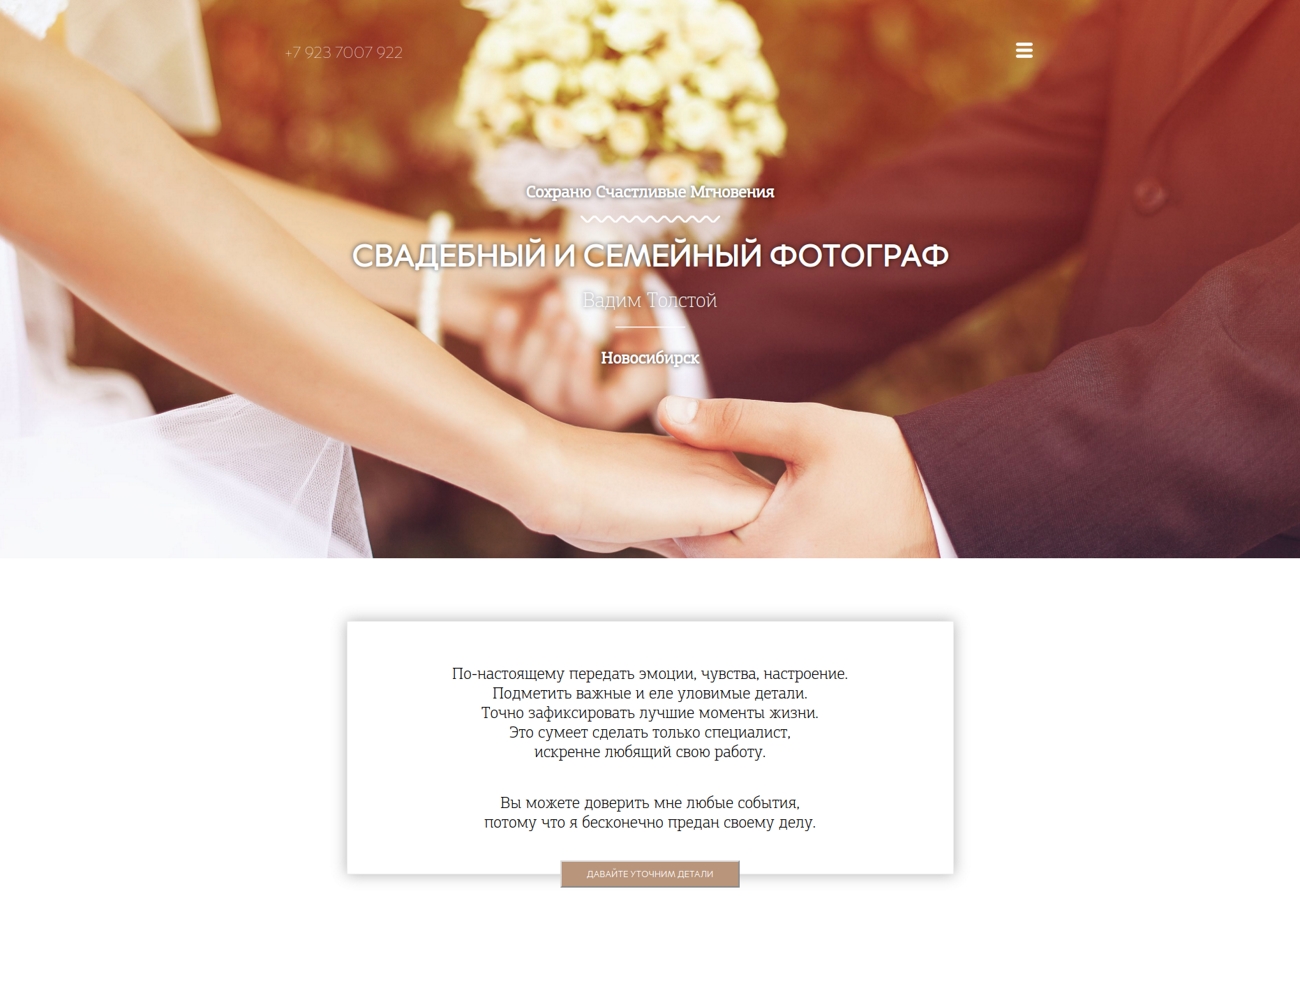 +7 923 7007 922
Сохраню Счастливые Мгновения
СВАДЕБНЫЙ И СЕМЕЙНЫЙ ФОТОГРАФ
Вадим Толстой
Новосибирск
По-настоящему передать эмоции, чувства, настроение.
Подметить важные и еле уловимые детали.
Точно зафиксировать лучшие моменты жизни.
Это сумеет сделать только специалист,
искренне любящий свою работу.
Вы можете доверить мне любые события,
потому что я бесконечно предан своему делу.
ДАВАЙТЕ УТОЧНИМ ДЕТАЛИ